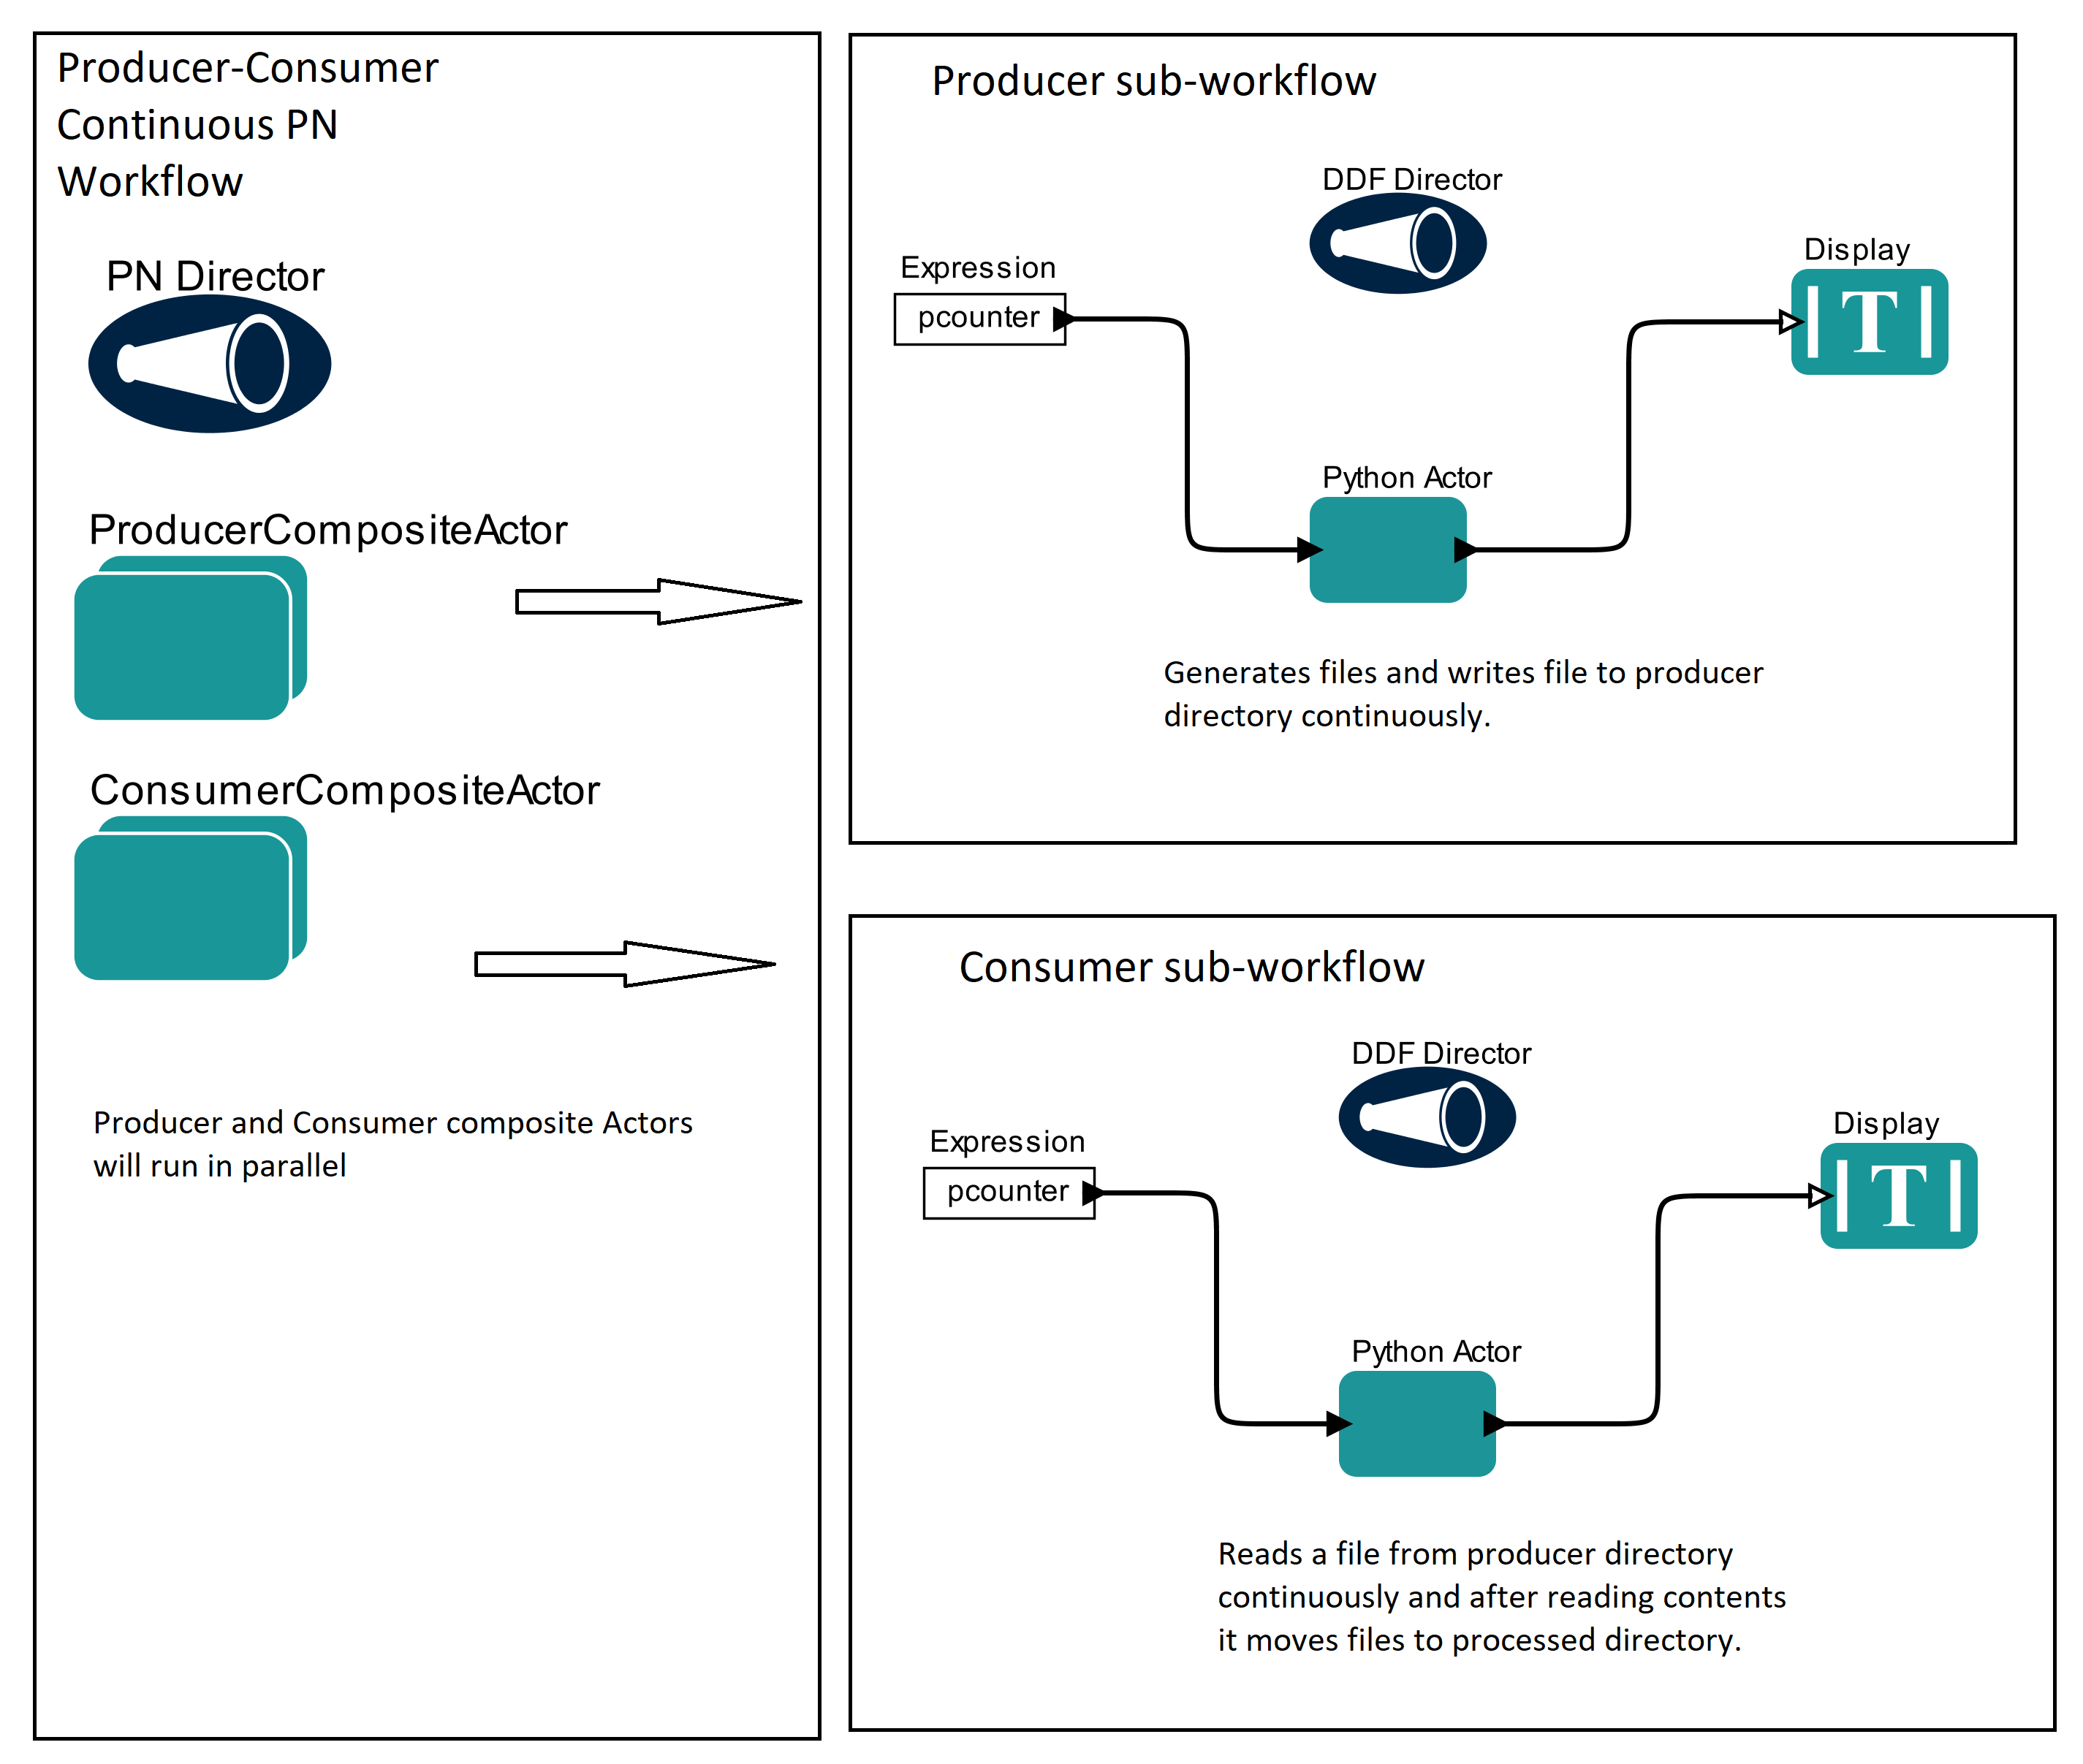 Producer-Consumer
Continuous PN
Workflow
PN Director
ProducerCompositeActor
ConsumerCompositeActor
Producer and Consumer composite Actors
will run in parallel
Producer sub-workflow
DDF Director
Expression
pcounter
Display
T
Python Actor
Generates files and writes file to producer
directory continuously.
Consumer sub-workflow
DDF Director
Expression
pcounter
Display
T
Python Actor
Reads a file from producer directory
continuously and after reading contents
it moves files to processed directory.